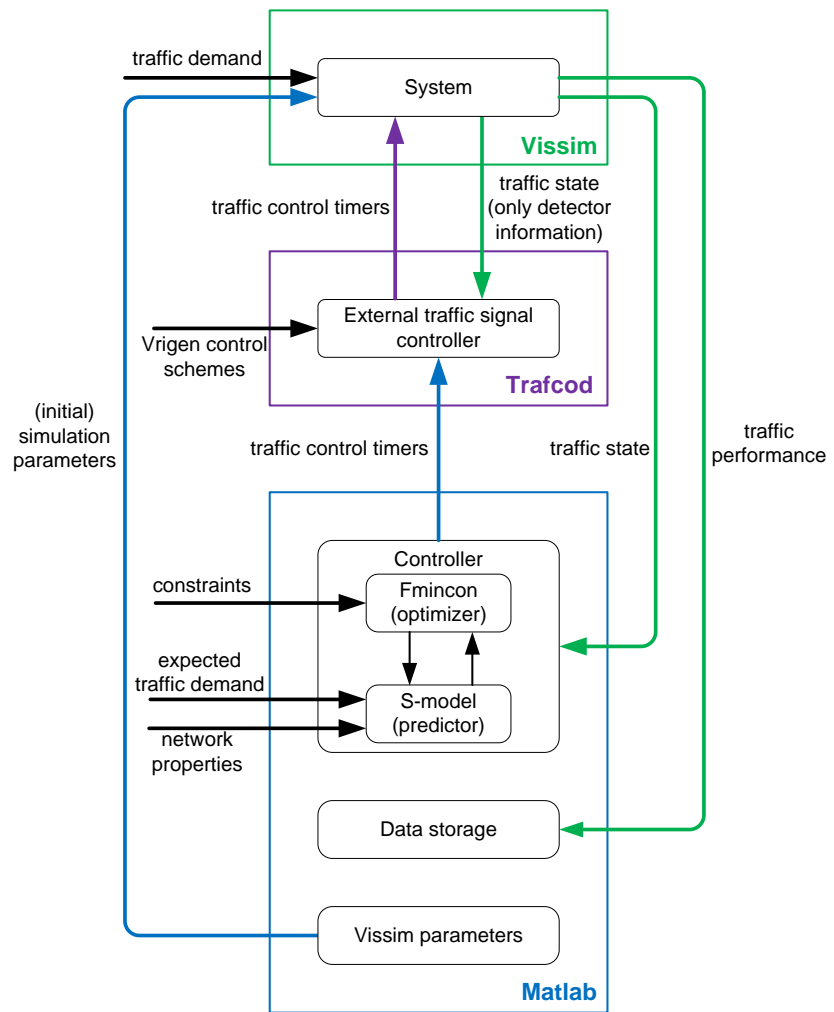 traffic demand
System
Vissim
traffic control timers
traffic state
(only detector
information)
External traffic signal
controller
Vrigen control
schemes
Trafcod
(initial)
simulation
parameters
traffic control timers
traffic state
traffic
performance
Controller
Fmincon
(optimizer)
constraints
expected
traffic demand
S-model
(predictor)
network
properties
Data storage
Vissim parameters
Matlab